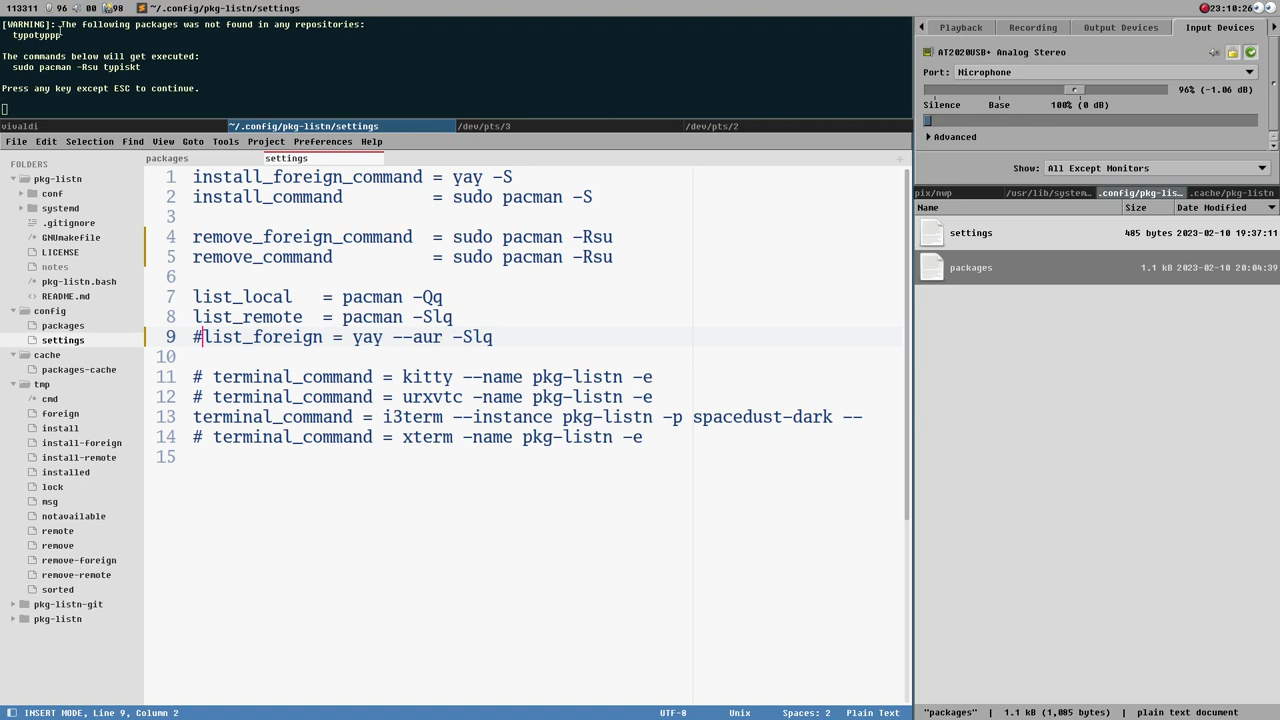 113311 96 00 98 ~/.config/pkg-listn/settings 23:10:26
[WARNING]: The following packages was not found in any repositories:
typotyppp
The commands below will get executed:
sudo pacman -Rsu typiskt
Press any key except ESC to continue.
vivaldi ~/.config/pkg-listn/settings /dev/pts/3 /dev/pts/2
File Edit Selection Find View Goto Tools Project Preferences Help
FOLDERS
pkg-listn
conf
systemd
.gitignore
GNUmakefile
LICENSE
notes
pkg-listn.bash
README.md
config
packages
settings
cache
packages-cache
tmp
cmd
foreign
install
install-foreign
install-remote
installed
lock
msg
notavailable
remote
remove
remove-foreign
remove-remote
sorted
pkg-listn-git
pkg-listn
packages settings
1 install_foreign_command = yay -S
2 install_command         = sudo pacman -S
3
4 remove_foreign_command  = sudo pacman -Rsu
5 remove_command          = sudo pacman -Rsu
6
7 list_local   = pacman -Qq
8 list_remote  = pacman -Slq
9 #list_foreign = yay --aur -Slq
10
11 # terminal_command = kitty --name pkg-listn -e
12 # terminal_command = urxvtc -name pkg-listn -e
13 terminal_command = i3term --instance pkg-listn -p spacedust-dark --
14 # terminal_command = xterm -name pkg-listn -e
15
INSERT MODE, Line 9, Column 2 UTF-8 Unix Spaces: 2 Plain Text
Playback Recording Output Devices Input Devices
AT2020USB+ Analog Stereo
Port: Microphone
96% (-1.06 dB)
Silence Base 100% (0 dB)
Advanced
Show: All Except Monitors
pix/nwp /usr/lib/system... .config/pkg-lis... .cache/pkg-listn
Name Size Date Modified
settings 485 bytes 2023-02-10 19:37:11
packages 1.1 kB 2023-02-10 20:04:39
"packages" | 1.1 kB (1,085 bytes) | plain text document